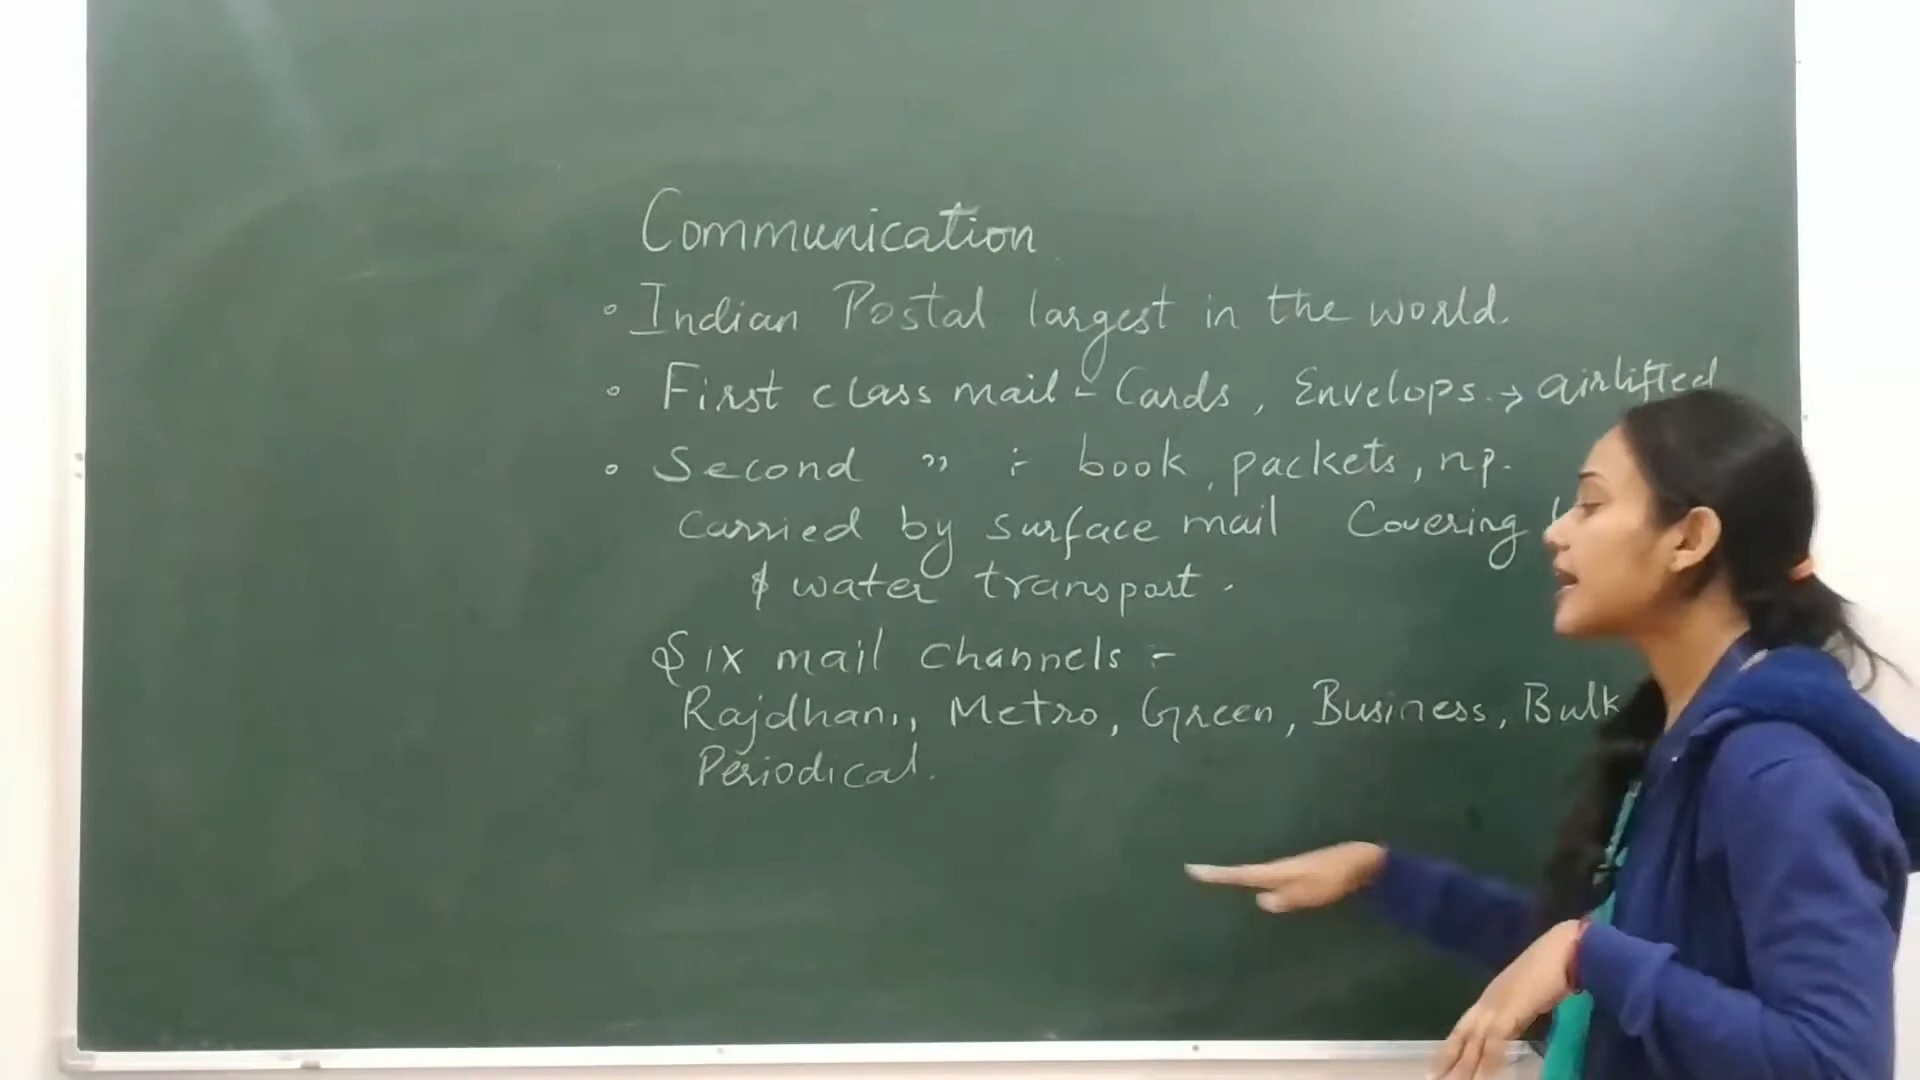 Communication
• Indian Postal largest in the world.
• First class mail - Cards, Envelops. → airlifted
• Second " :- book, packets, np.
carried by surface mail Covering
& water transport.
Six mail channels :-
Rajdhani, Metro, Green, Business, Bulk
Periodical.